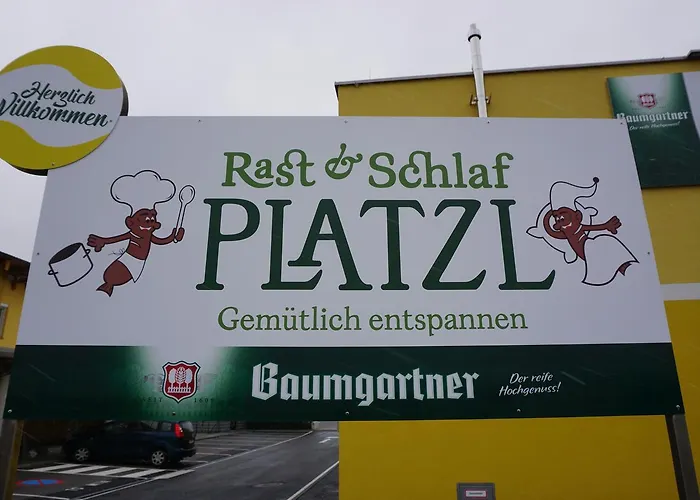 Herzlich
Willkommen
Rast & Schlaf
PLATZL
Gemütlich entspannen
Baumgartner
Der reife
Hochgenuss!
Baumgartner
Der reife Hochgenuss!